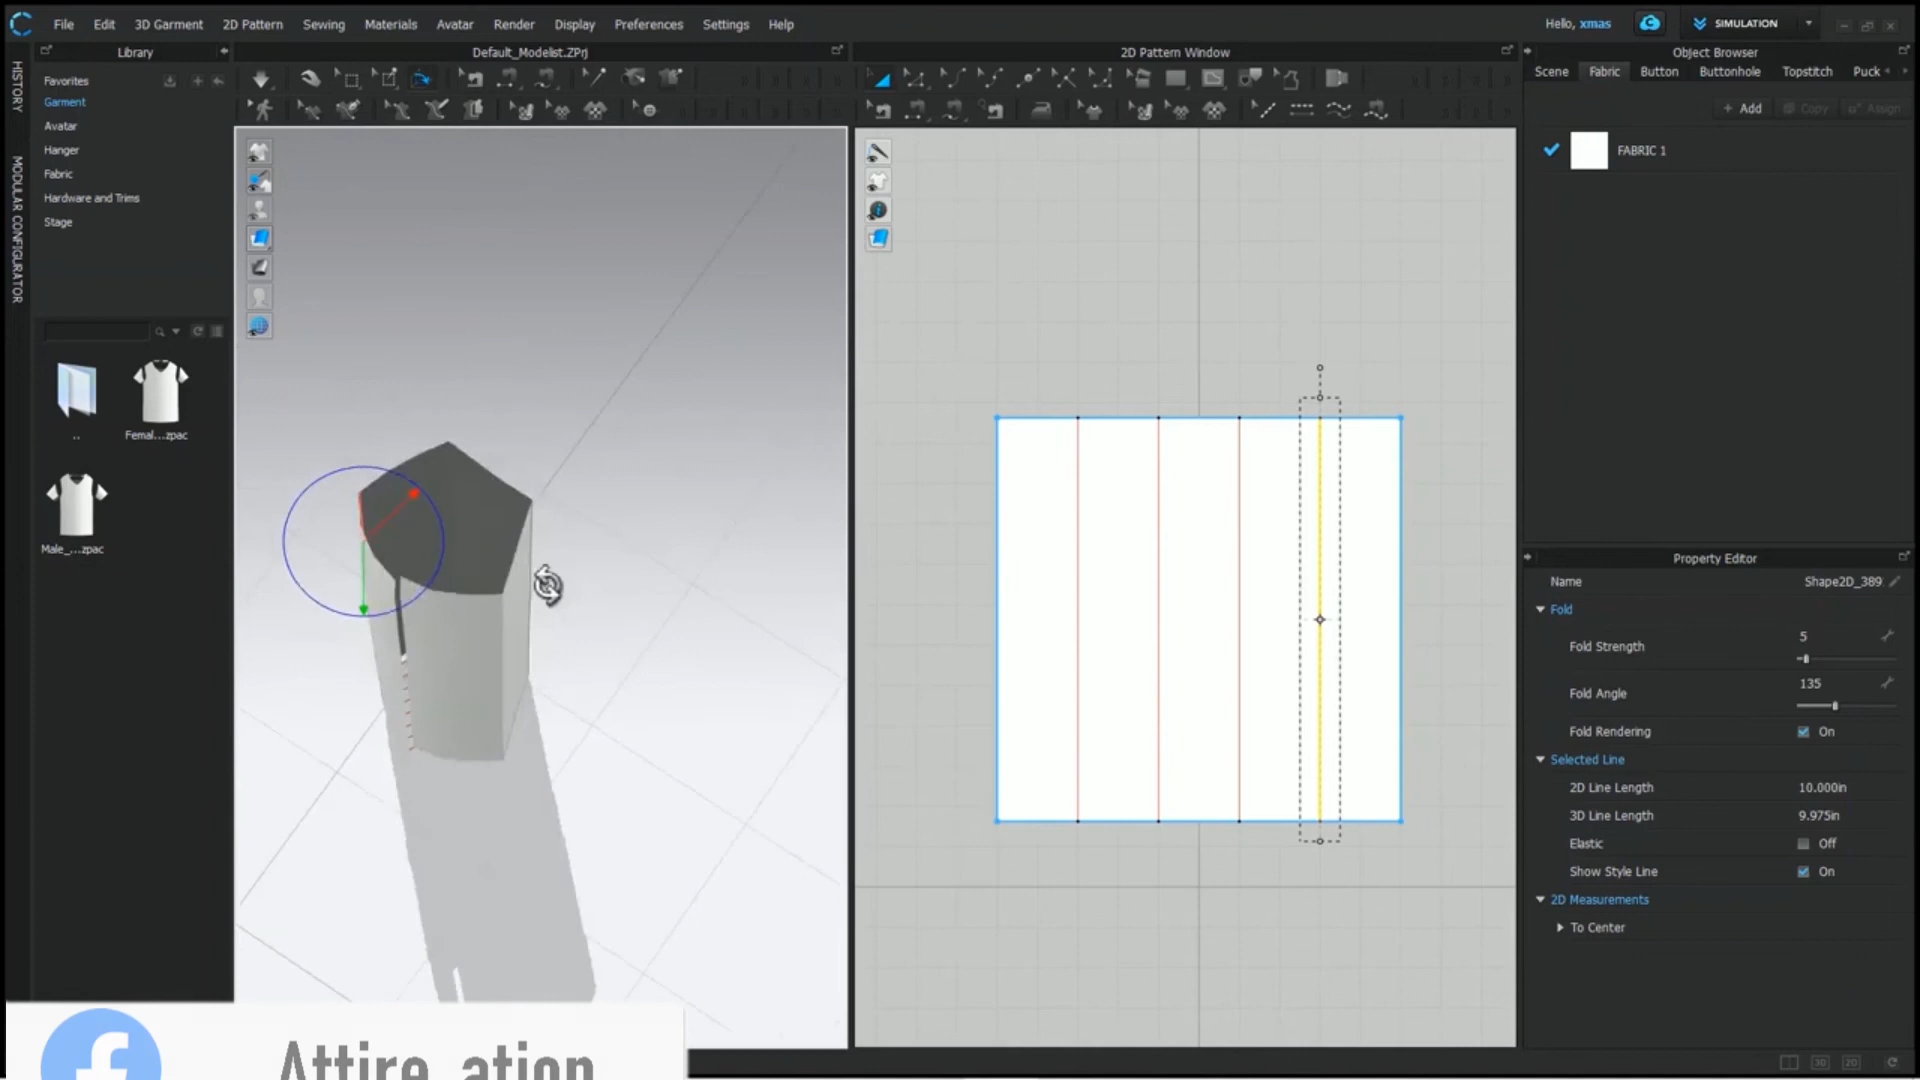 File Edit 3D Garment 2D Pattern Sewing Materials Avatar Render Display Preferences Settings Help
Hello, xmas
SIMULATION
Library
Default_Modelist.ZPrj
2D Pattern Window
Object Browser
HISTORY
MODULAR CONFIGURATOR
Favorites
Garment
Avatar
Hanger
Fabric
Hardware and Trims
Stage
..
Femal...zpac
Male_...zpac
Scene Fabric Button Buttonhole Topstitch Puck
+ Add Copy Assign
FABRIC 1
Property Editor
Name Shape2D_389
Fold
Fold Strength 5
Fold Angle 135
Fold Rendering On
Selected Line
2D Line Length 10.000in
3D Line Length 9.975in
Elastic Off
Show Style Line On
2D Measurements
To Center
3D 2D
Attire_ation